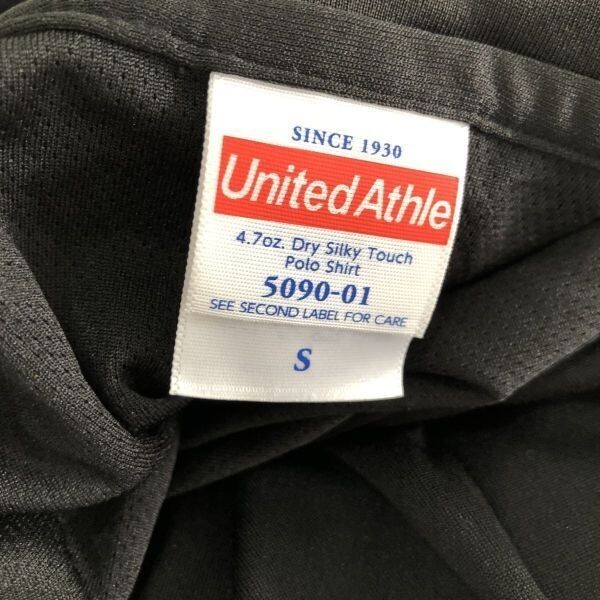 SINCE 1930
United Athle
4.7oz. Dry Silky Touch
Polo Shirt
5090-01
SEE SECOND LABEL FOR CARE
S